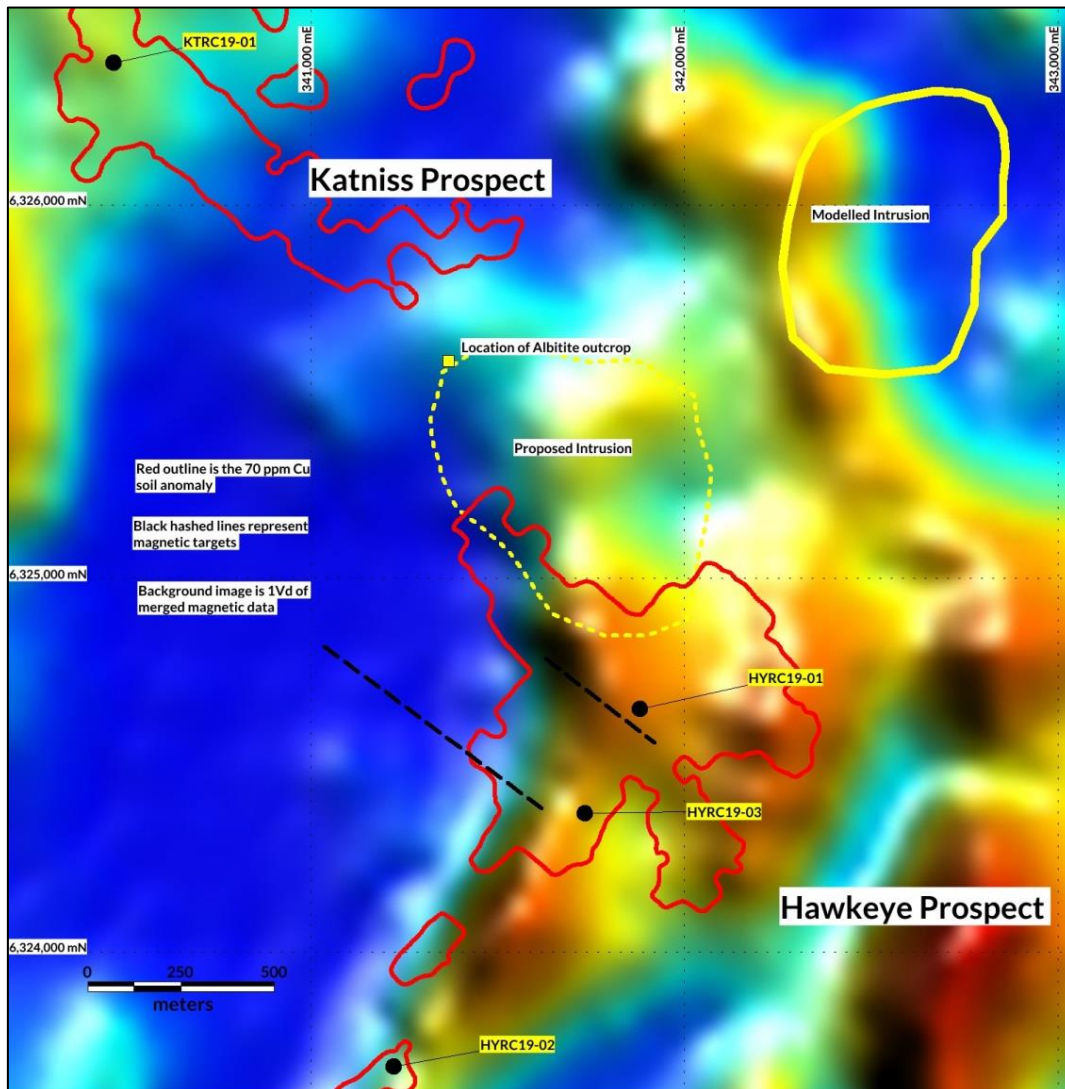 KTRC19-01
341,000 mE
342,000 mE
343,000 mE
Katniss Prospect
6,326,000 mN
Modelled Intrusion
Location of Albitite outcrop
Proposed Intrusion
Red outline is the 70 ppm Cu
soil anomaly
Black hashed lines represent
magnetic targets
6,325,000 mN
Background image is 1Vd of
merged magnetic data
HYRC19-01
HYRC19-03
Hawkeye Prospect
6,324,000 mN
0 250 500
meters
HYRC19-02